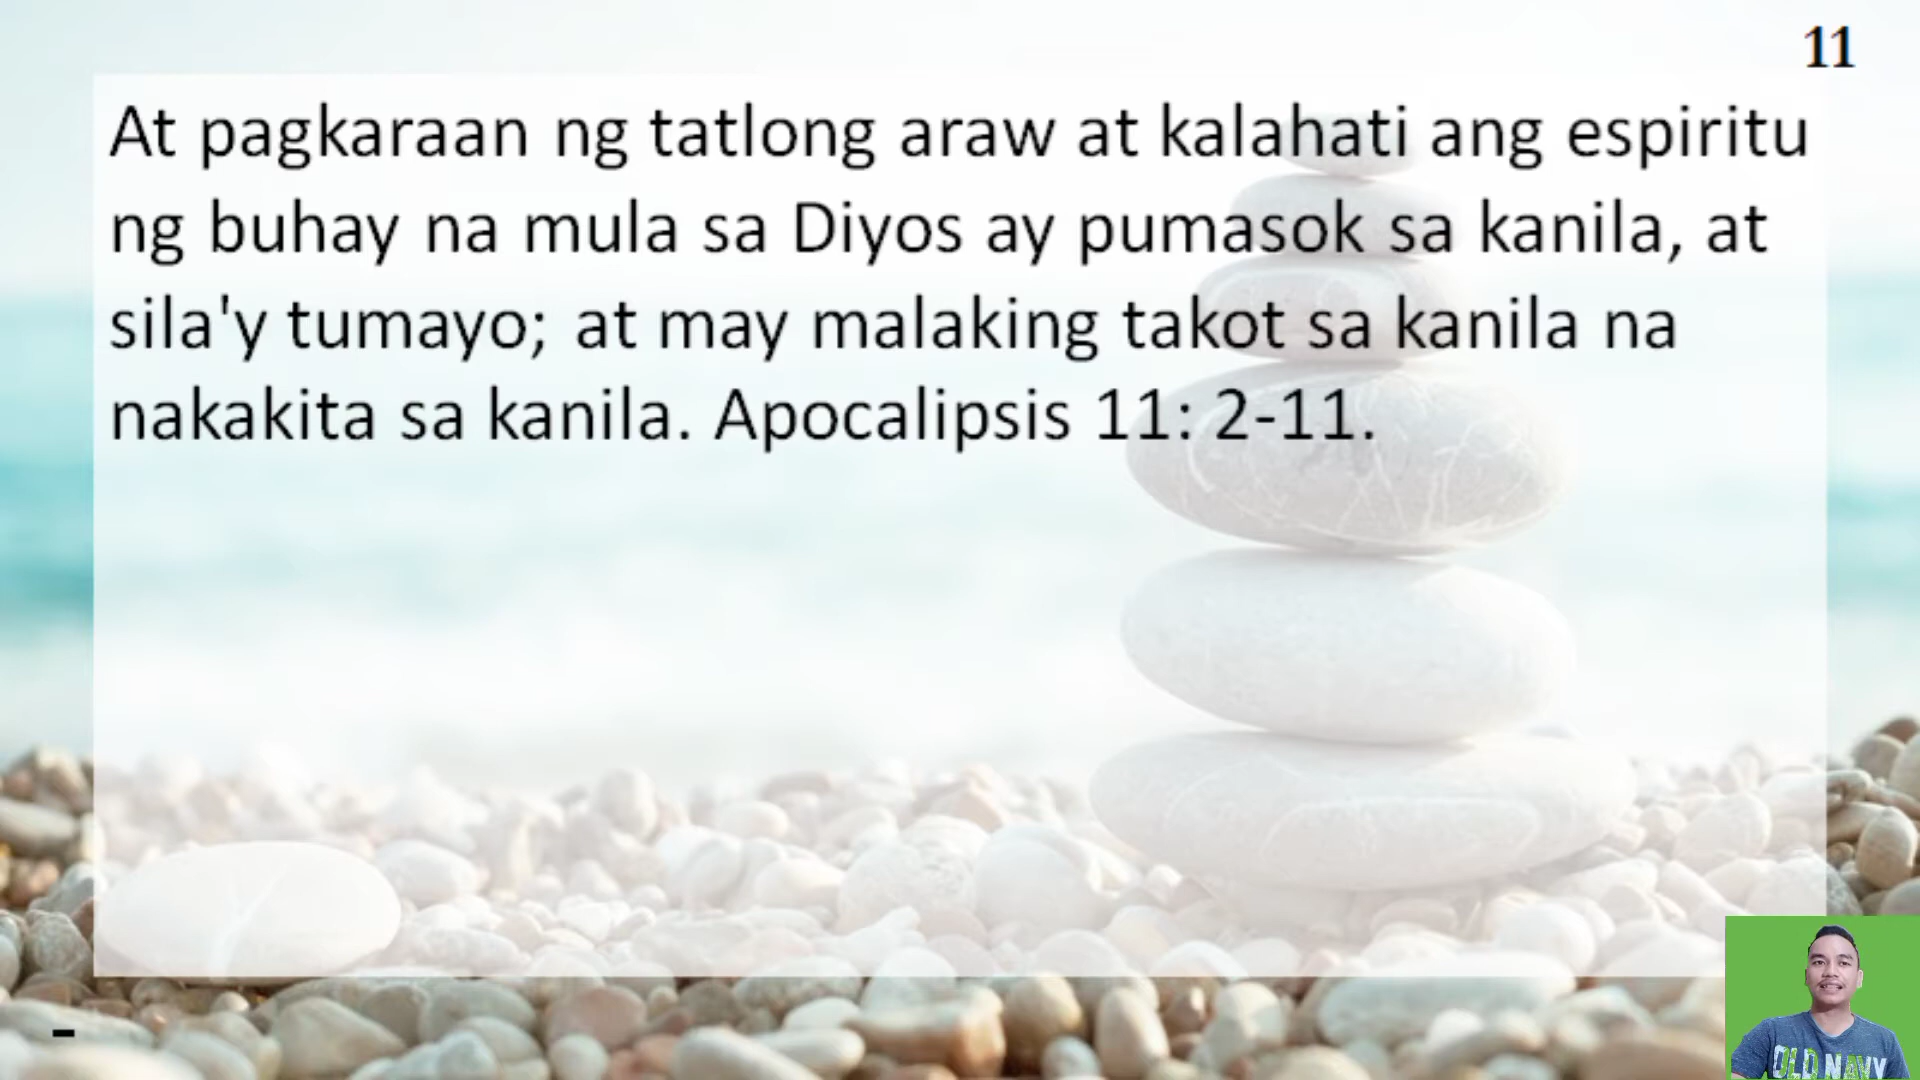 11
At pagkaraan ng tatlong araw at kalahati ang espiritu
ng buhay na mula sa Diyos ay pumasok sa kanila, at
sila'y tumayo; at may malaking takot sa kanila na
nakakita sa kanila. Apocalipsis 11: 2-11.
-
OLD NAVY